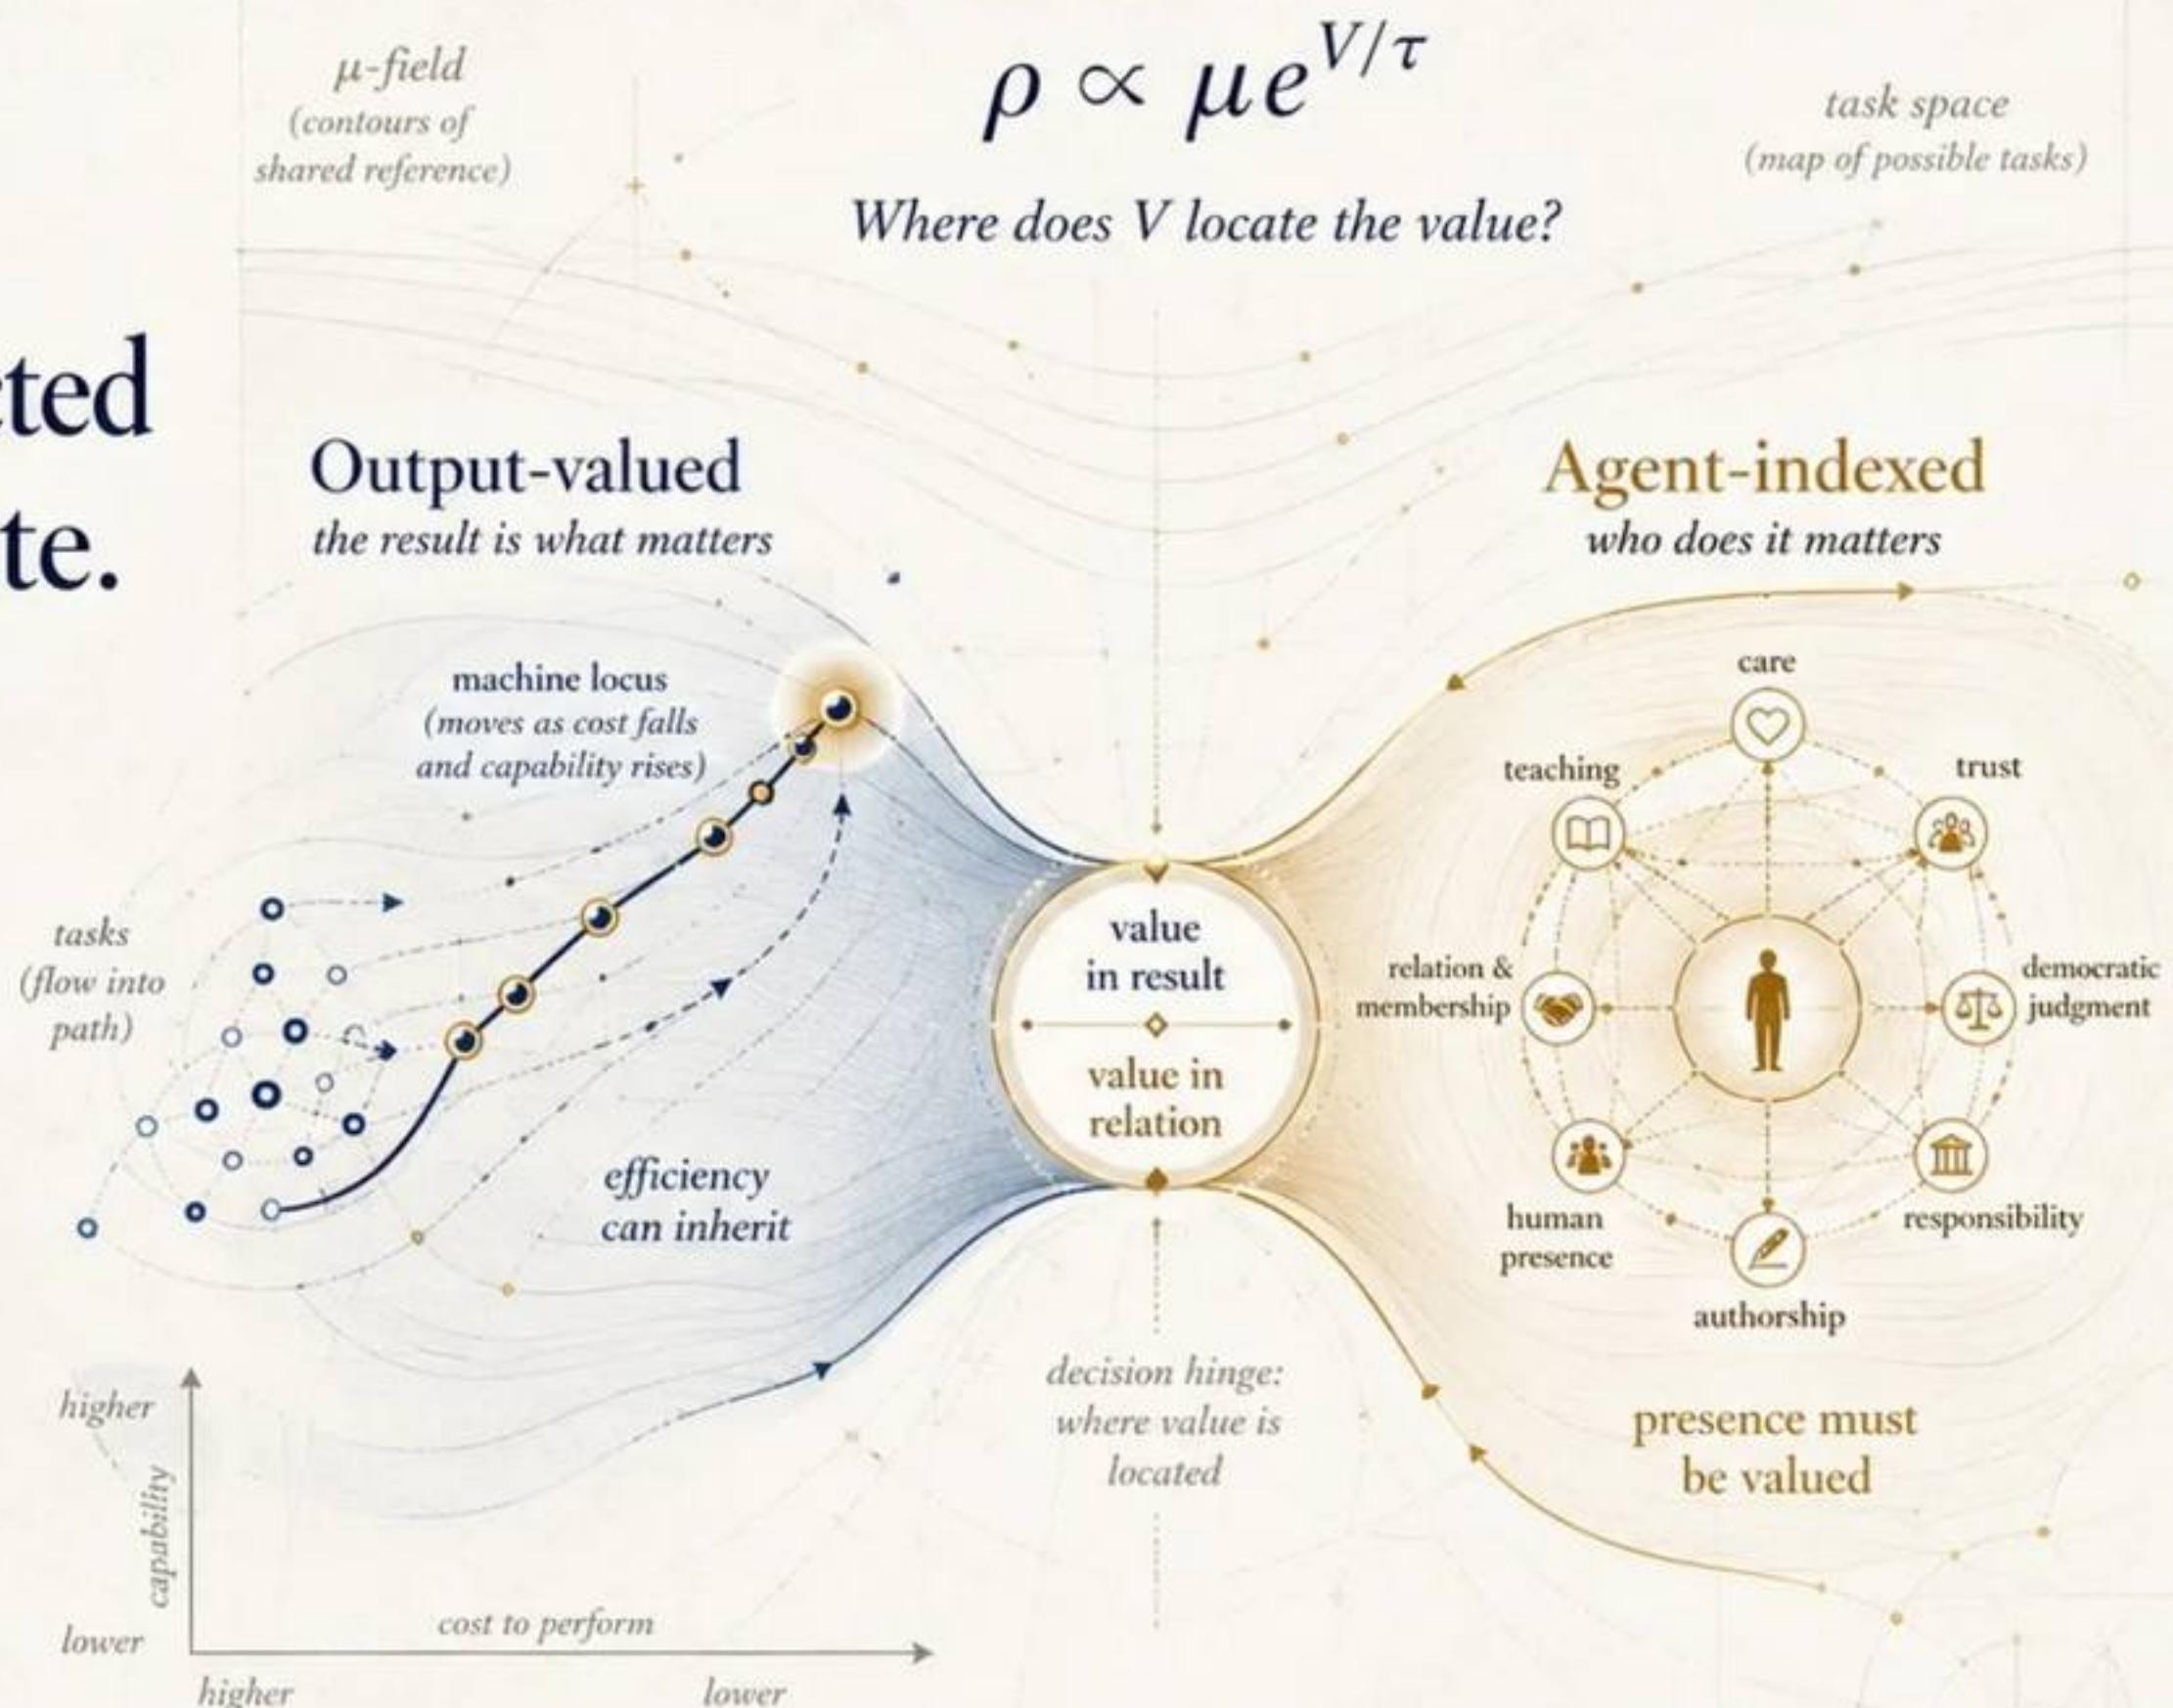 μ-field
(contours of
shared reference)
ρ ∝ μe^{V/τ}
Where does V locate the value?
task space
(map of possible tasks)
cted
te.
Output-valued
the result is what matters
machine locus
(moves as cost falls
and capability rises)
tasks
(flow into
path)
efficiency
can inherit
value
in result
value in
relation
decision hinge:
where value is
located
Agent-indexed
who does it matters
care
teaching
trust
relation &
membership
democratic
judgment
human
presence
responsibility
authorship
presence must
be valued
higher
capability
lower
cost to perform
higher
lower